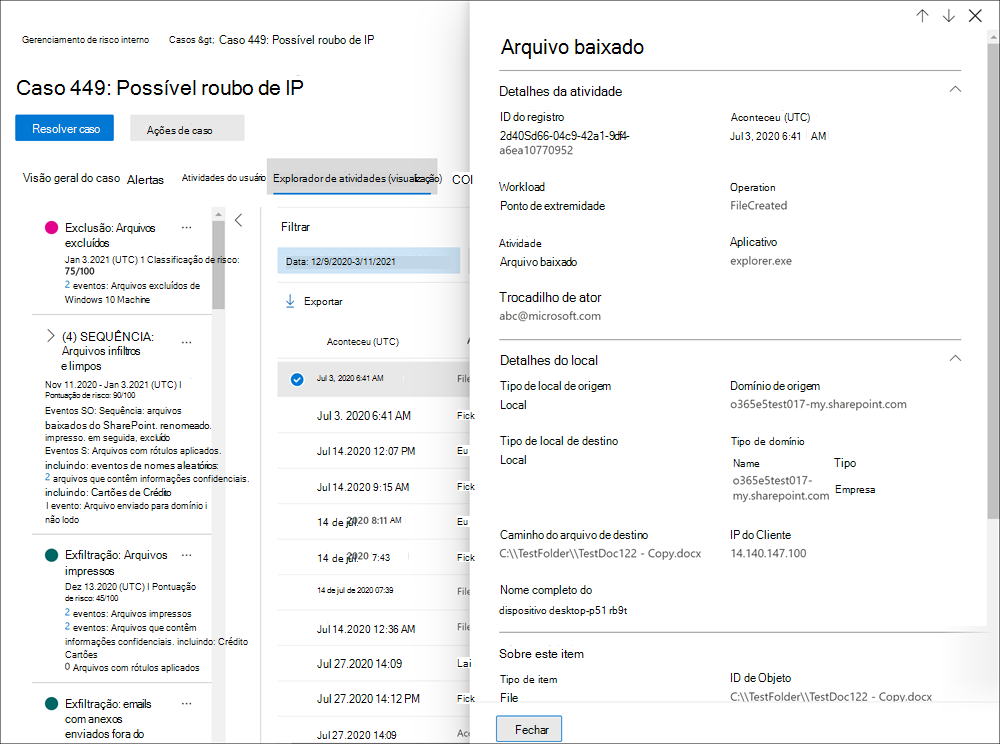 Gerenciamento de risco interno
Casos &gt; Caso 449: Possível roubo de IP
Caso 449: Possível roubo de IP
Resolver caso
Ações de caso
Visão geral do caso
Alertas
Atividades do usuário
Explorador de atividades (visualização)
COI
Exclusão: Arquivos
excluídos
Jan 3.2021 (UTC) 1 Classificação de risco:
75/100
2 eventos: Arquivos excluídos de
Windows 10 Machine
(4) SEQUÊNCIA:
Arquivos infiltros
e limpos
Nov 11.2020 - Jan 3.2021 (UTC) I
Pontuação de risco: 90/100
Eventos SO: Sequência: arquivos
baixados do SharePoint. renomeado.
impresso. em seguida, excluído
Eventos S: Arquivos com rótulos aplicados.
incluindo: eventos de nomes aleatórios:
2 arquivos que contêm informações confidenciais.
incluindo: Cartões de Crédito
I evento: Arquivo enviado para domínio i
não lodo
Exfiltração: Arquivos
impressos
Dez 13.2020 (UTC) I Pontuação
de risco: 45/100
2 eventos: Arquivos impressos
2 eventos: Arquivos que contêm
informações confidenciais. incluindo: Crédito
Cartões
0 Arquivos com rótulos aplicados
Exfiltração: emails
com anexos
enviados fora do
Filtrar
Data: 12/9/2020-3/11/2021
Exportar
Aconteceu (UTC)
Jul 3, 2020 6:41 AM File
Jul 3. 2020 6:41 AM Fick
Jul 14.2020 12:07 PM Eu
Jul 14.2020 9:15 AM Fick
14 de jul. 2020 8:11 AM Eu
14 de jul. 2020 7:43 Fick
14 de jul de 2020 07:39 File
Jul 14.2020 12:36 AM File
Jul 27.2020 14:09 Lai
Jul 27.2020 14:12 PM Fick
Jul 27.2020 14:09 Ace
Arquivo baixado
Detalhes da atividade
ID do registro
2d40Sd66-04c9-42a1-9df4-
a6ea10770952
Aconteceu (UTC)
Jul 3, 2020 6:41 AM
Workload
Ponto de extremidade
Operation
FileCreated
Atividade
Arquivo baixado
Aplicativo
explorer.exe
Trocadilho de ator
abc@microsoft.com
Detalhes do local
Tipo de local de origem
Local
Domínio de origem
o365e5test017-my.sharepoint.com
Tipo de local de destino
Local
Tipo de domínio
Name Tipo
o365e5test017-
my.sharepoint.com
Empresa
Caminho do arquivo de destino
C:\\TestFolder\\TestDoc122 - Copy.docx
IP do Cliente
14.140.147.100
Nome completo do
dispositivo desktop-p51 rb9t
Sobre este item
Tipo de item
File
ID de Objeto
C:\\TestFolder\\TestDoc122 - Copy.docx
Fechar